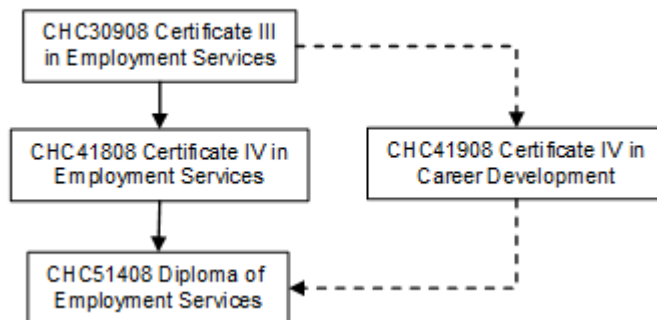 CHC30908 Certificate III
in Employment Services
CHC41808 Certificate IV in
Employment Services
CHC41908 Certificate IV in
Career Development
CHC51408 Diploma of
Employment Services